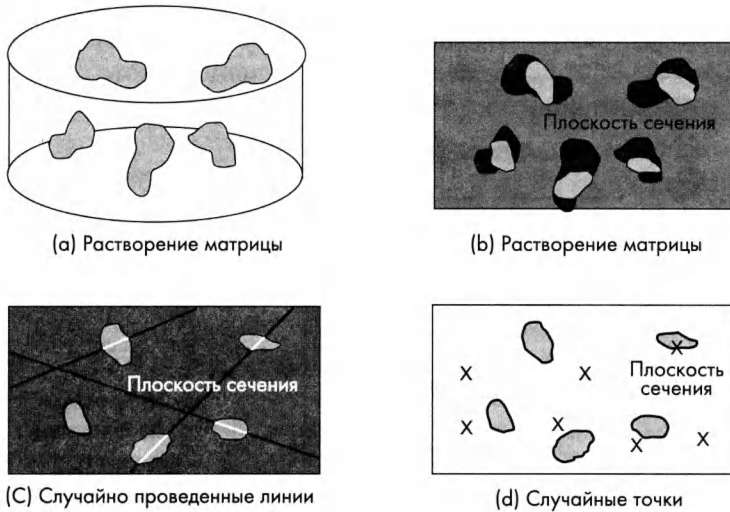 (a) Растворение матрицы
Плоскость сечения
(b) Растворение матрицы
Плоскость сечения
(C) Случайно проведенные линии
X
Плоскость
сечения
X
X
X
X
X
X
(d) Случайные точки